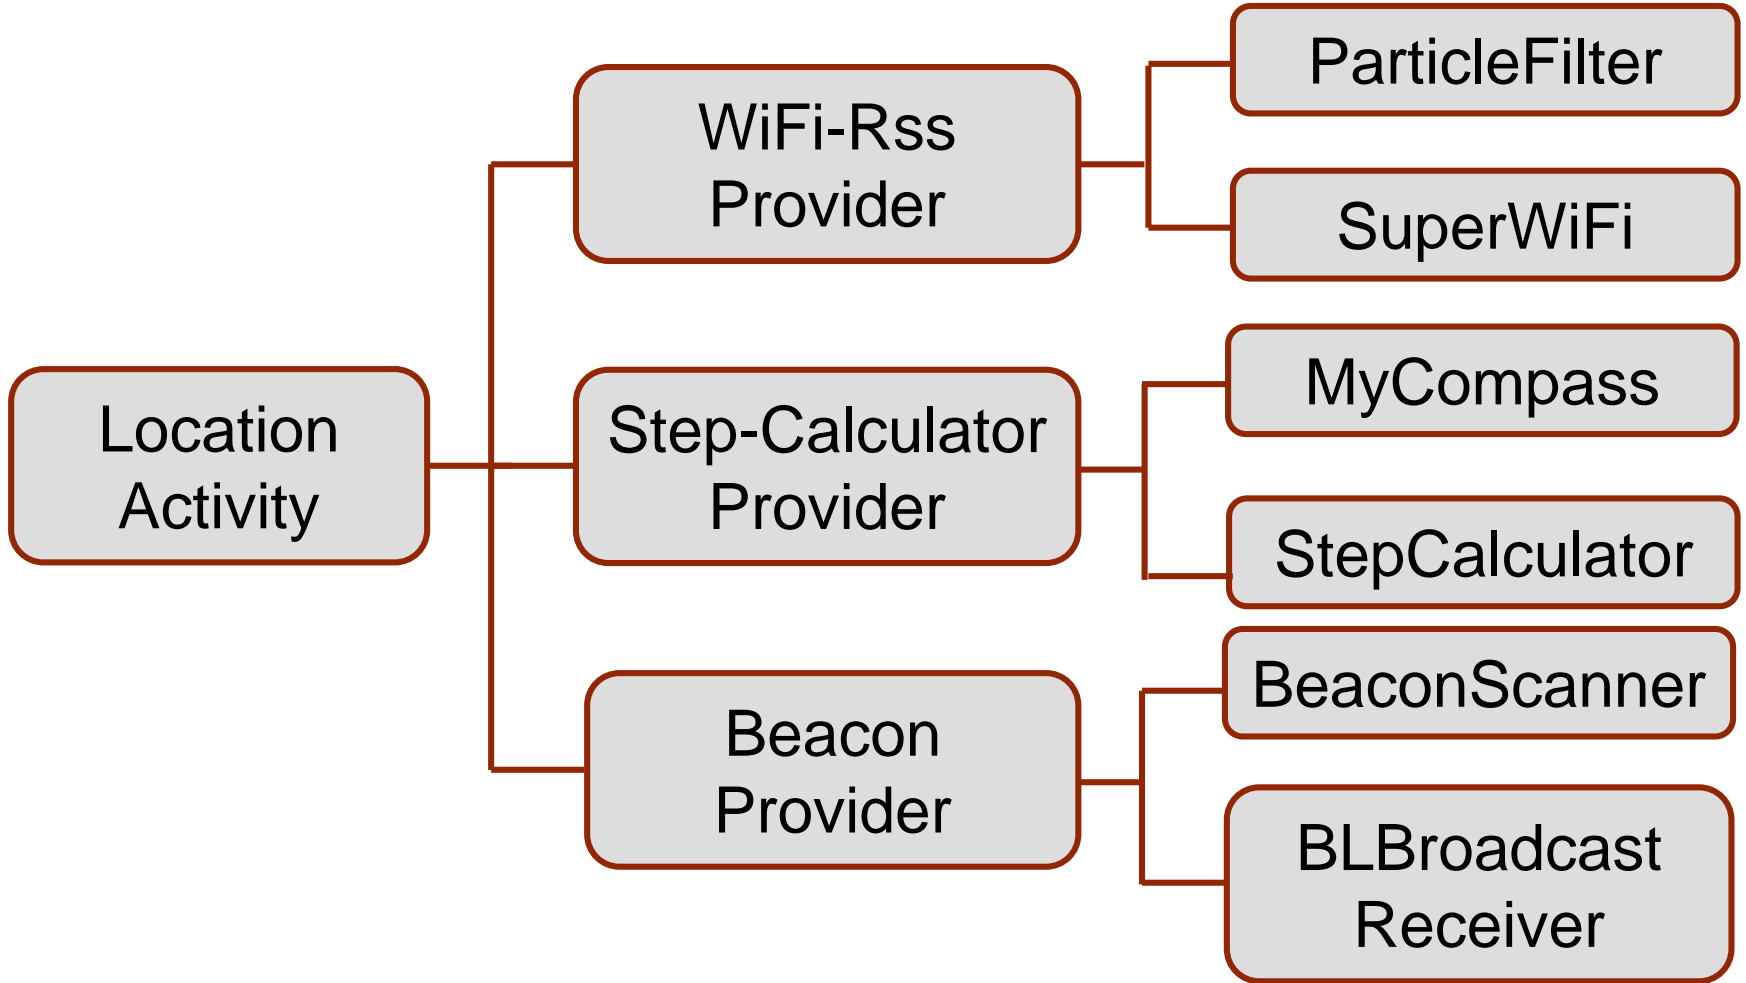 Location
Activity
WiFi-Rss
Provider
ParticleFilter
SuperWiFi
Step-Calculator
Provider
MyCompass
StepCalculator
Beacon
Provider
BeaconScanner
BLBroadcast
Receiver